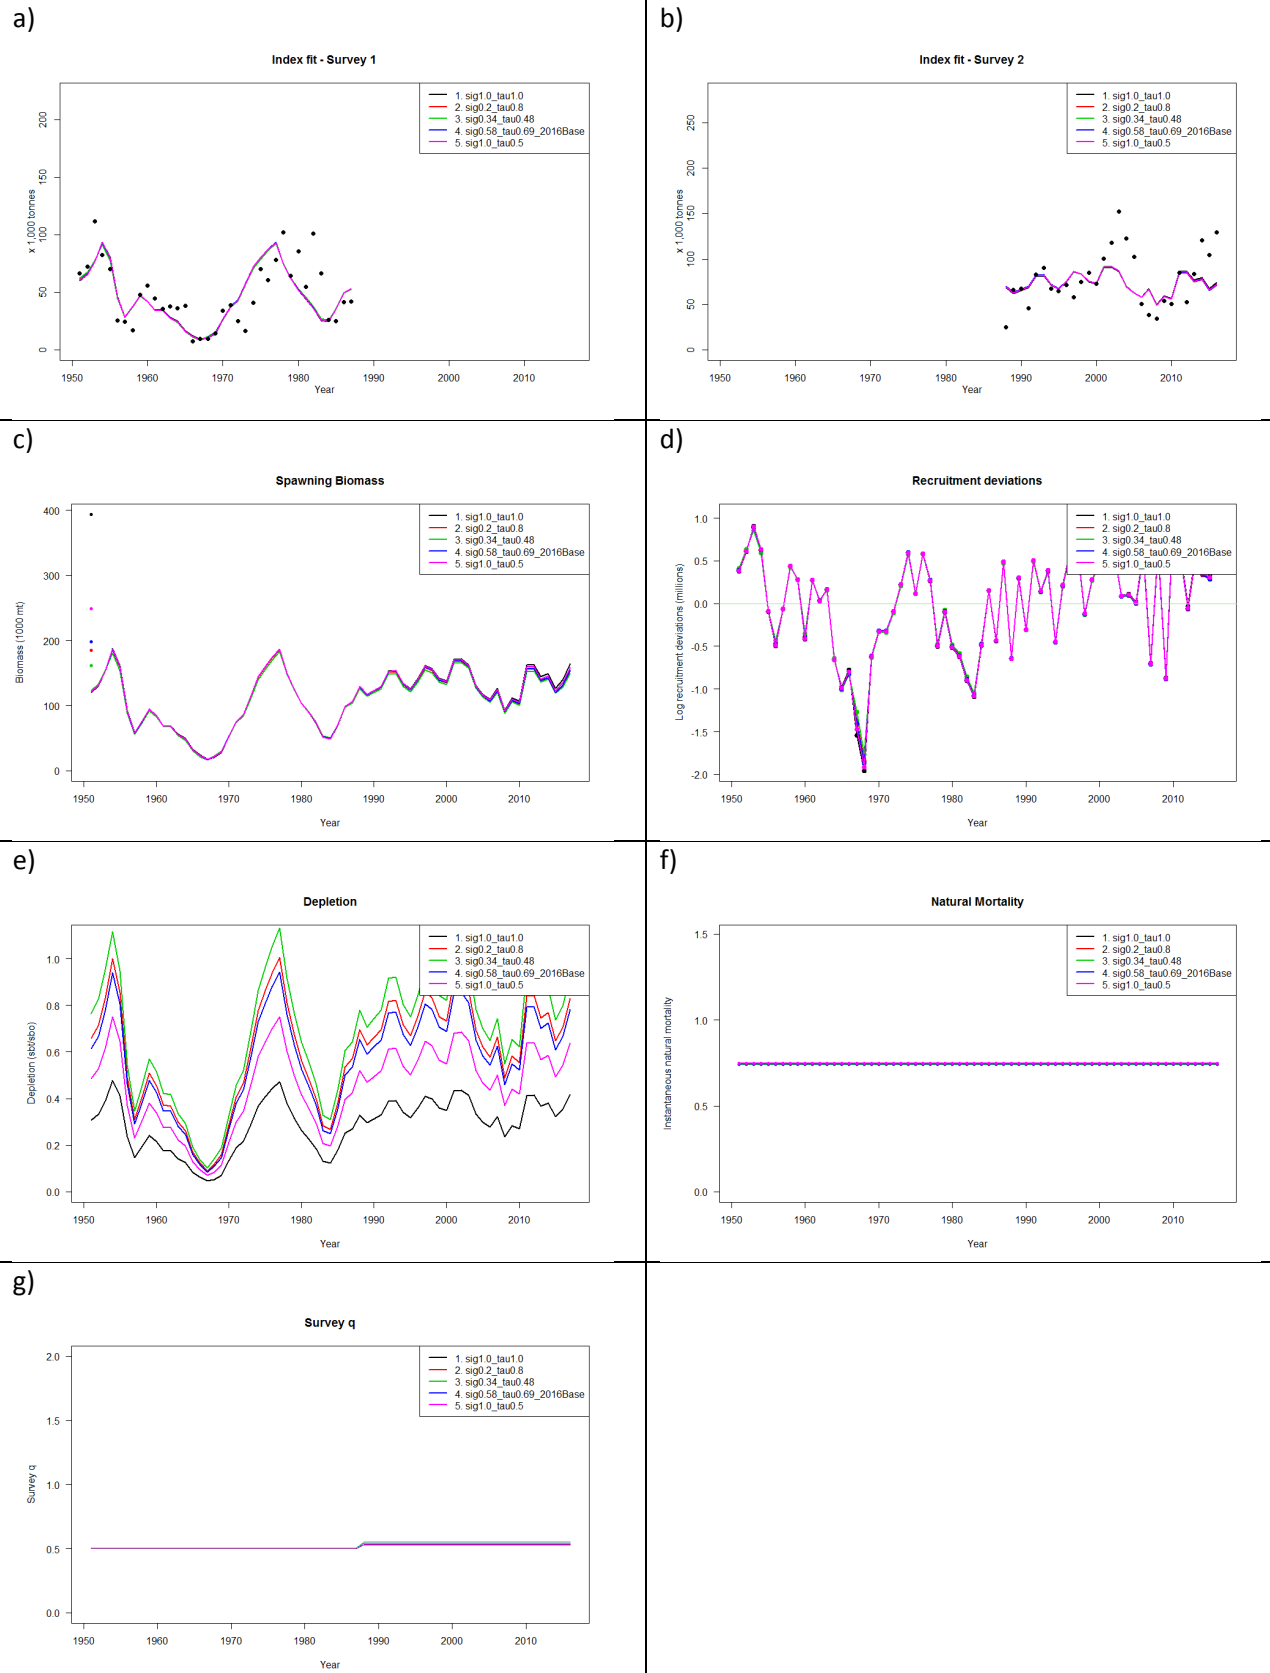 a)
Index fit - Survey 1
1. sig1.0_tau1.0
2. sig0.2_tau0.8
3. sig0.34_tau0.48
4. sig0.58_tau0.69_2016Base
5. sig1.0_tau0.5
x 1,000 tonnes
200
150
100
50
0
1950 1960 1970 1980 1990 2000 2010
Year
b)
Index fit - Survey 2
1. sig1.0_tau1.0
2. sig0.2_tau0.8
3. sig0.34_tau0.48
4. sig0.58_tau0.69_2016Base
5. sig1.0_tau0.5
x 1,000 tonnes
250
200
150
100
50
0
1950 1960 1970 1980 1990 2000 2010
Year
c)
Spawning Biomass
1. sig1.0_tau1.0
2. sig0.2_tau0.8
3. sig0.34_tau0.48
4. sig0.58_tau0.69_2016Base
5. sig1.0_tau0.5
Biomass (1000 mt)
400
300
200
100
0
1950 1960 1970 1980 1990 2000 2010
Year
d)
Recruitment deviations
1. sig1.0_tau1.0
2. sig0.2_tau0.8
3. sig0.34_tau0.48
4. sig0.58_tau0.69_2016Base
5. sig1.0_tau0.5
Log recruitment deviations (millions)
1.0
0.5
0.0
-0.5
-1.0
-1.5
-2.0
1950 1960 1970 1980 1990 2000 2010
Year
e)
Depletion
1. sig1.0_tau1.0
2. sig0.2_tau0.8
3. sig0.34_tau0.48
4. sig0.58_tau0.69_2016Base
5. sig1.0_tau0.5
Depletion (sbt/sbo)
1.0
0.8
0.6
0.4
0.2
0.0
1950 1960 1970 1980 1990 2000 2010
Year
f)
Natural Mortality
1. sig1.0_tau1.0
2. sig0.2_tau0.8
3. sig0.34_tau0.48
4. sig0.58_tau0.69_2016Base
5. sig1.0_tau0.5
Instantaneous natural mortality
1.5
1.0
0.5
0.0
1950 1960 1970 1980 1990 2000 2010
Year
g)
Survey q
1. sig1.0_tau1.0
2. sig0.2_tau0.8
3. sig0.34_tau0.48
4. sig0.58_tau0.69_2016Base
5. sig1.0_tau0.5
Survey q
2.0
1.5
1.0
0.5
0.0
1950 1960 1970 1980 1990 2000 2010
Year